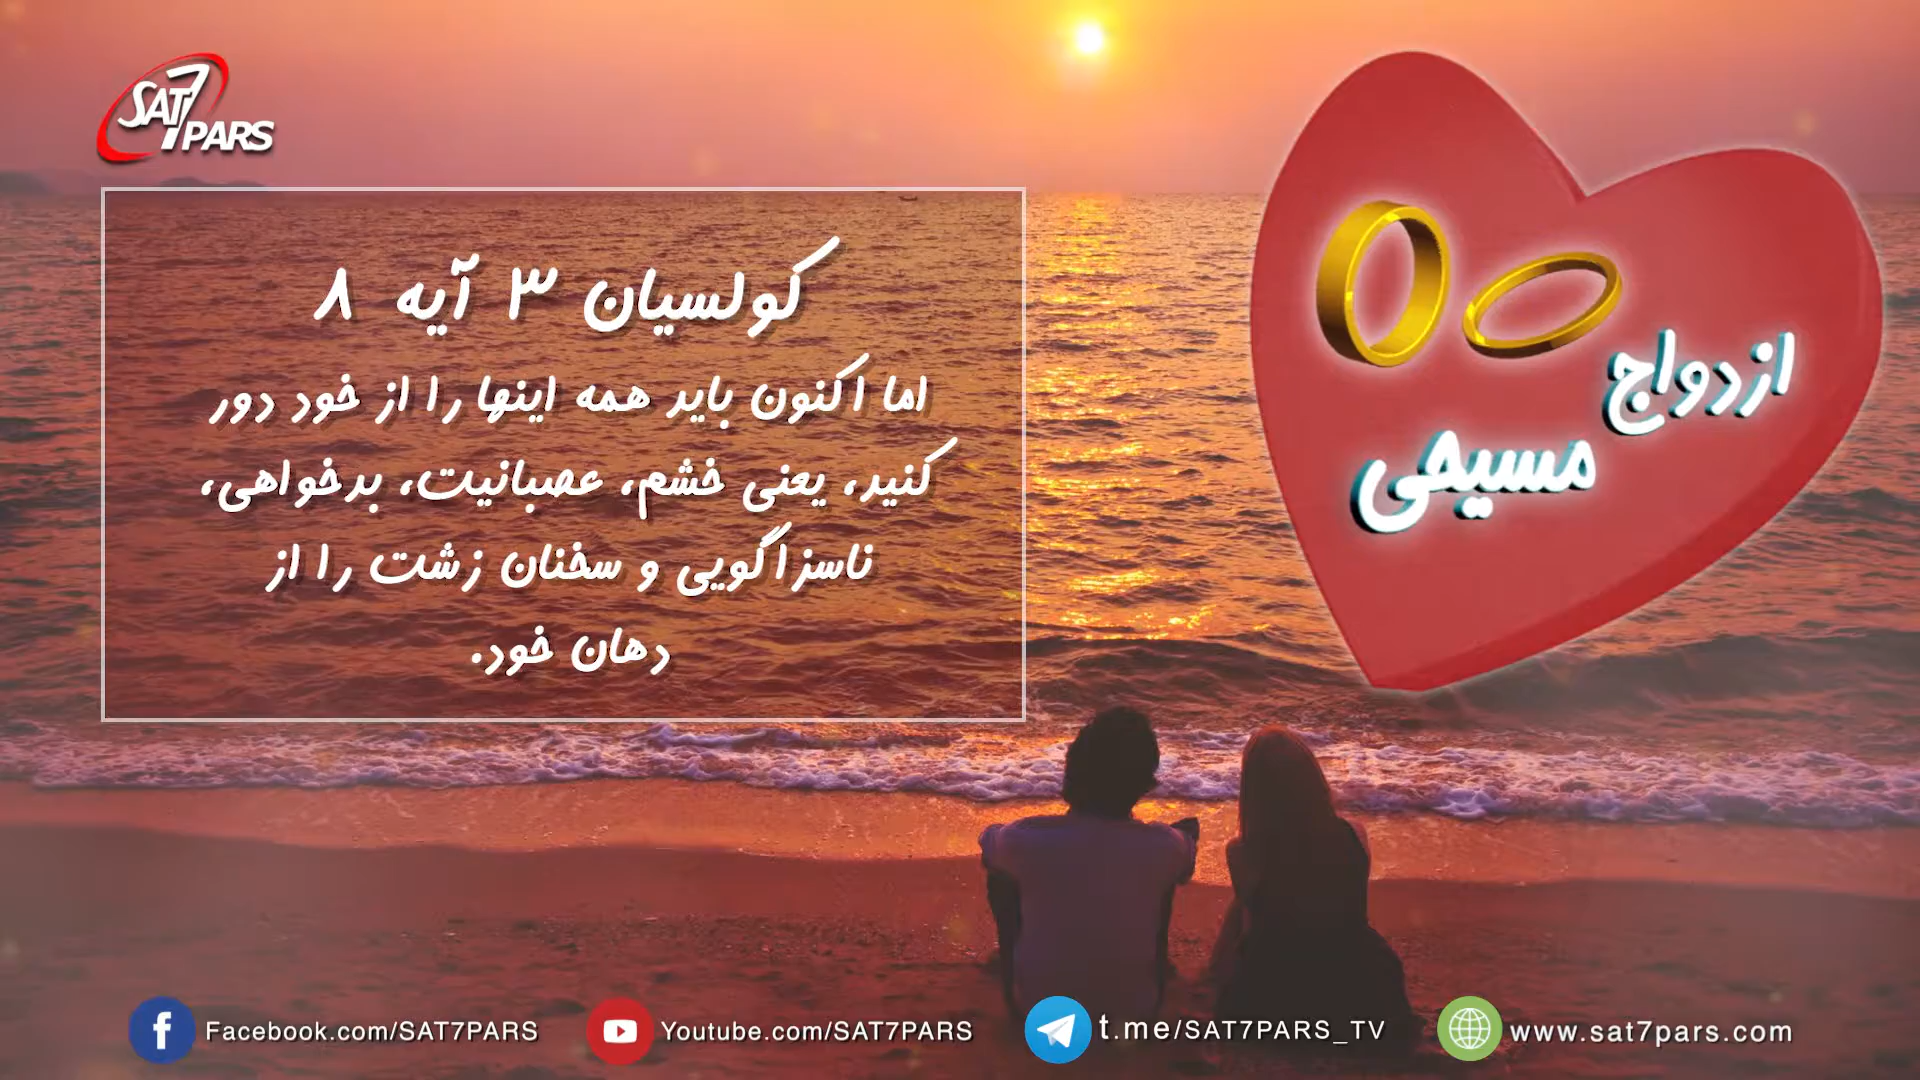 SAT7 PARS
کولسیان ۳ آیه ۸
اما اکنون باید همه اینها را از خود دور
کنید، یعنی خشم، عصبانیت، بدخواهی،
ناسزاگویی و سخنان زشت را از
دهان خود.
ازدواج
مسیحی
Facebook.com/SAT7PARS
Youtube.com/SAT7PARS
t.me/SAT7PARS_TV
www.sat7pars.com